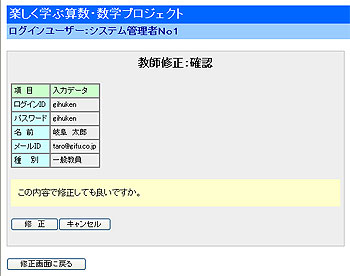 楽しく学ぶ算数・数学プロジェクト
ログインユーザー:システム管理者No1
教師修正:確認
項 目 入力データ
ログインID gihuken
パスワード gihuken
名 前 岐阜 太郎
メールID taro@gifu.co.jp
種 別 一般教員
この内容で修正しても良いですか。
修 正 キャンセル
修正画面に戻る